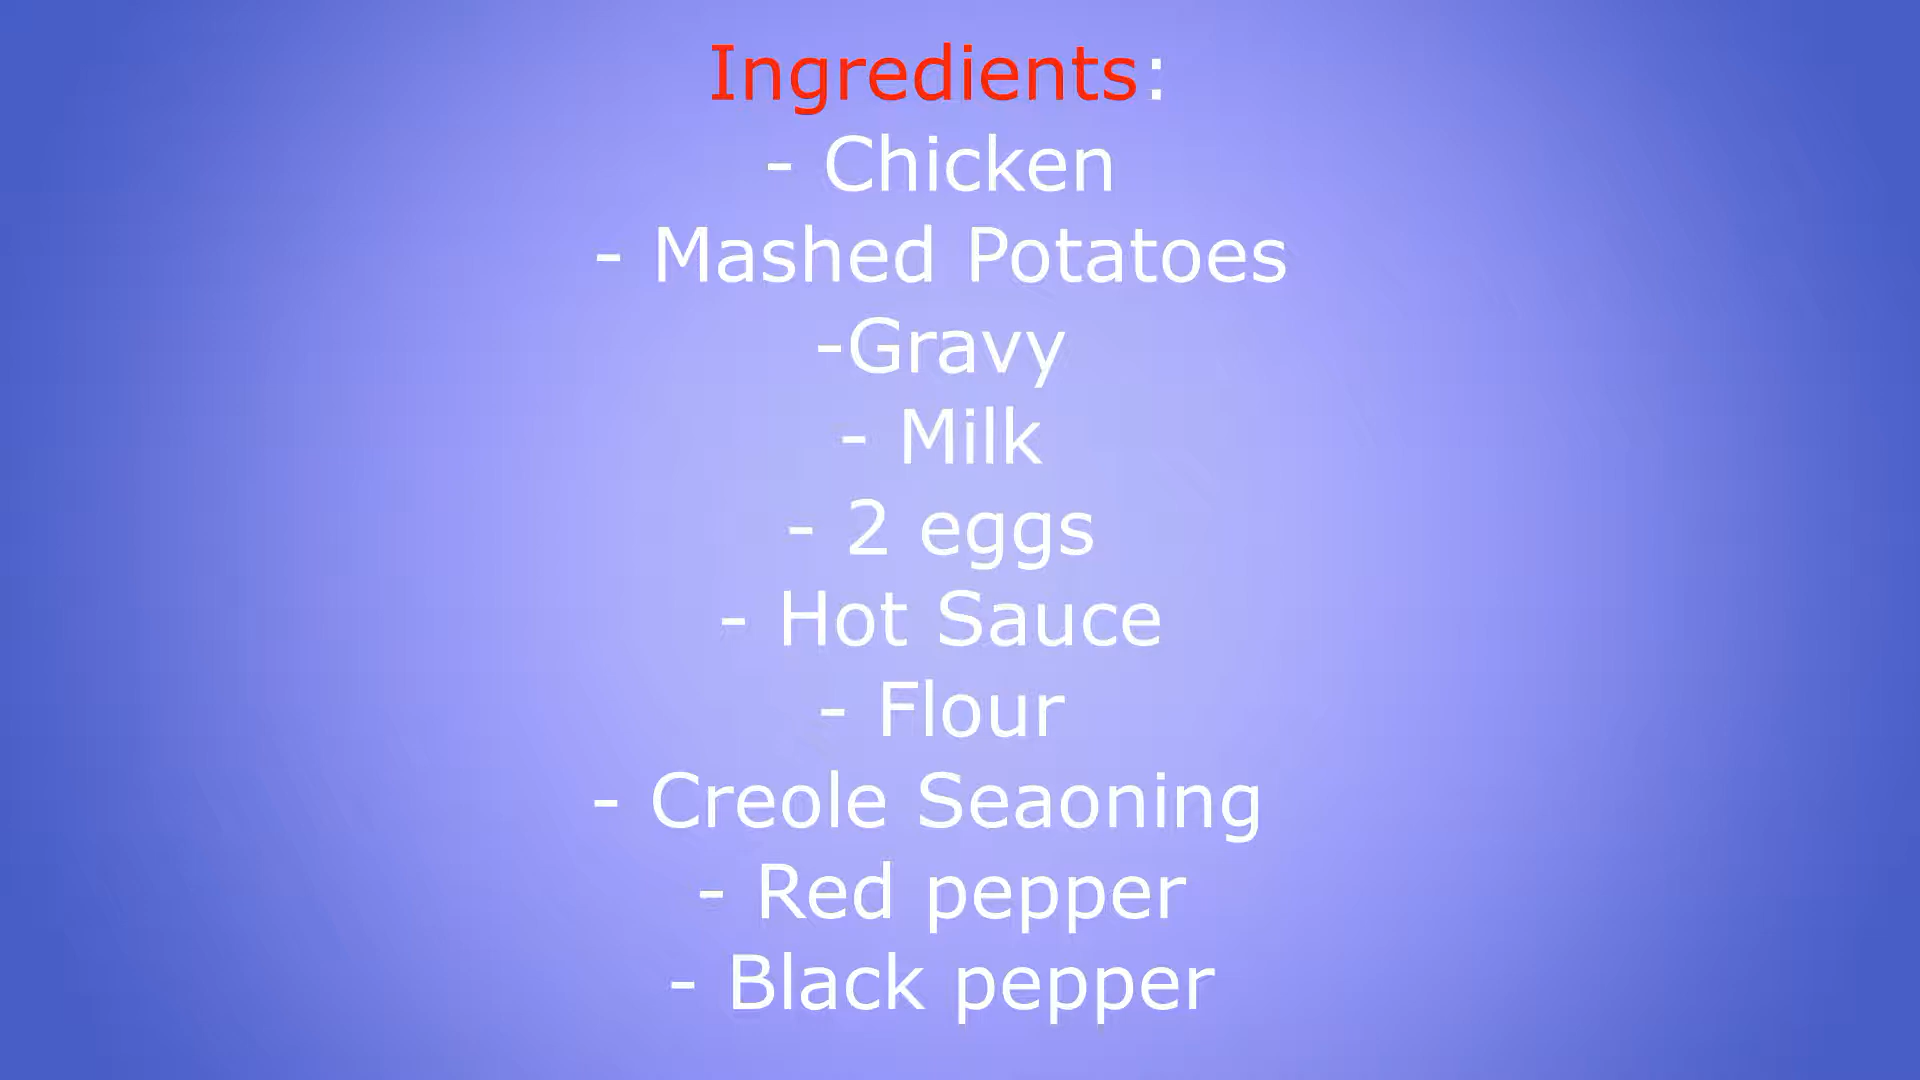 Ingredients:
- Chicken
- Mashed Potatoes
-Gravy
- Milk
- 2 eggs
- Hot Sauce
- Flour
- Creole Seaoning
- Red pepper
- Black pepper